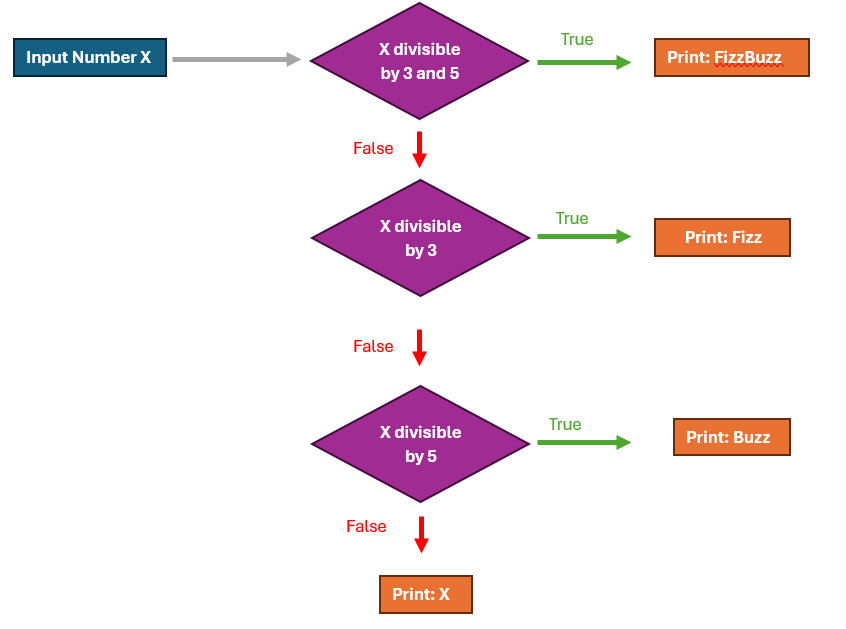 Input Number X
X divisible
by 3 and 5
True
Print: FizzBuzz
False
X divisible
by 3
True
Print: Fizz
False
X divisible
by 5
True
Print: Buzz
False
Print: X